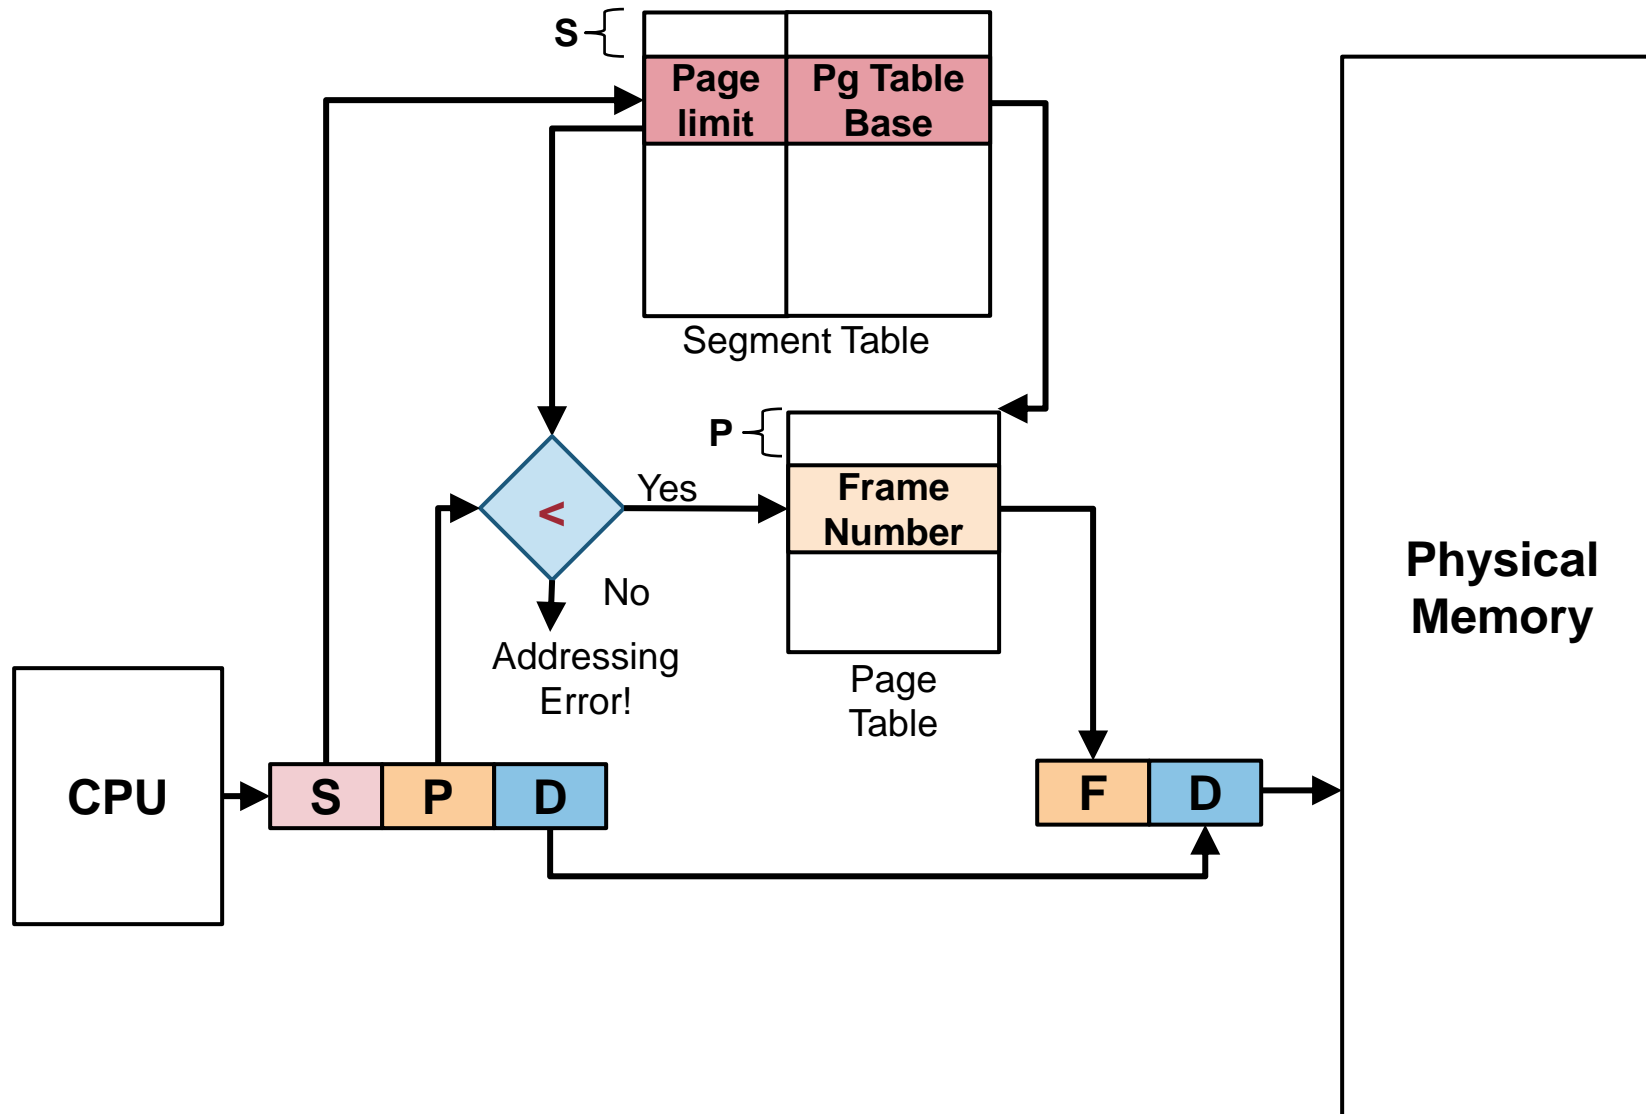 S
Page
limit
Pg Table
Base
Segment Table
P
Frame
Number
Page
Table
<
Yes
No
Addressing
Error!
CPU
S
P
D
F
D
Physical
Memory